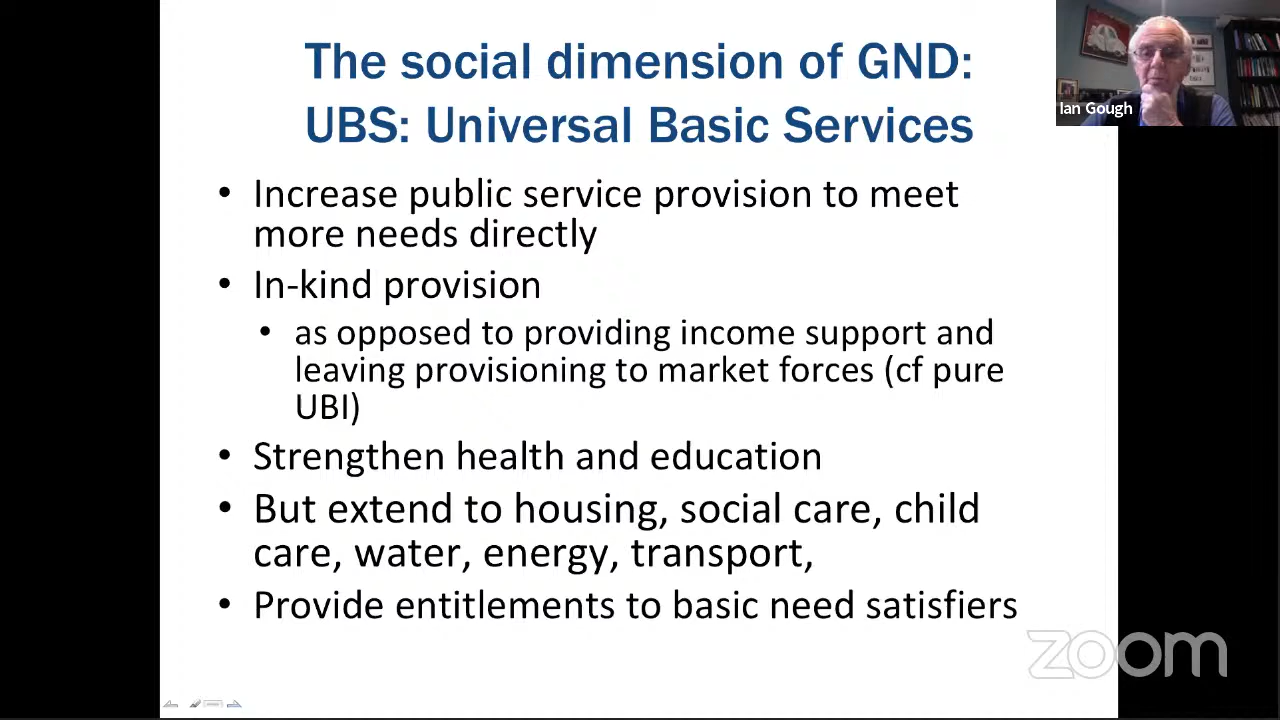 The social dimension of GND:
UBS: Universal Basic Services
Ian Gough
• Increase public service provision to meet
more needs directly
• In-kind provision
• as opposed to providing income support and
leaving provisioning to market forces (cf pure
UBI)
• Strengthen health and education
• But extend to housing, social care, child
care, water, energy, transport,
• Provide entitlements to basic need satisfiers
zoom